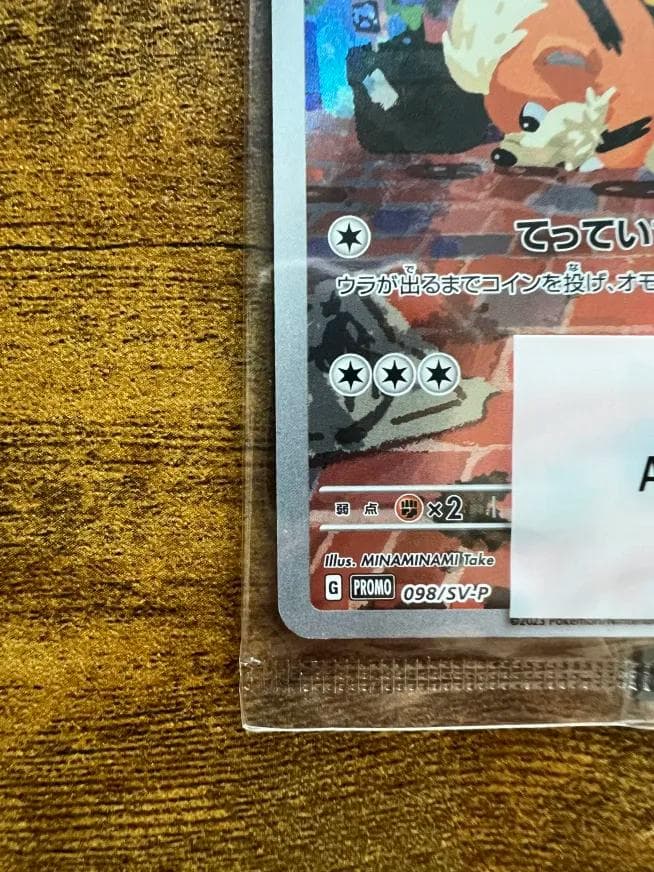 てってい
ウラが出るまでコインを投げ、オモ
弱点 ×2
Illus. MINAMINAMI Take
G PROMO 098/SV-P
©2023 Pokémon/N